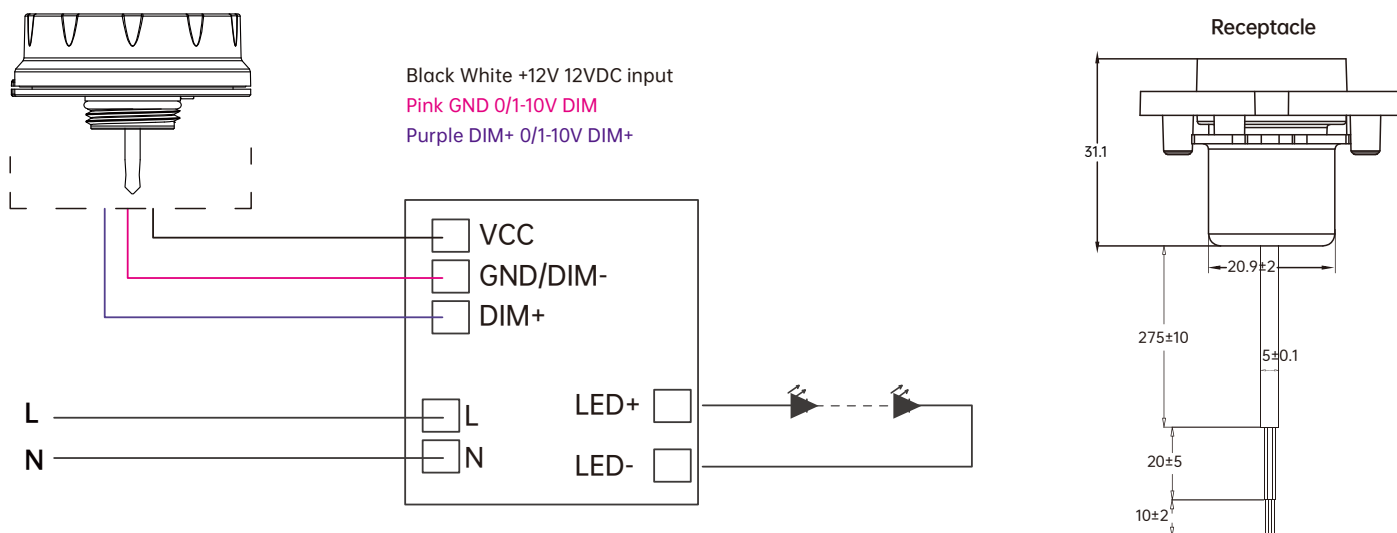 Receptacle
Black White +12V 12VDC input
Pink GND 0/1-10V DIM
Purple DIM+ 0/1-10V DIM+
31.1
VCC
GND/DIM-
DIM+
20.9±2
275±10
5±0.1
L
L
LED+
N
N
LED-
20±5
10±2